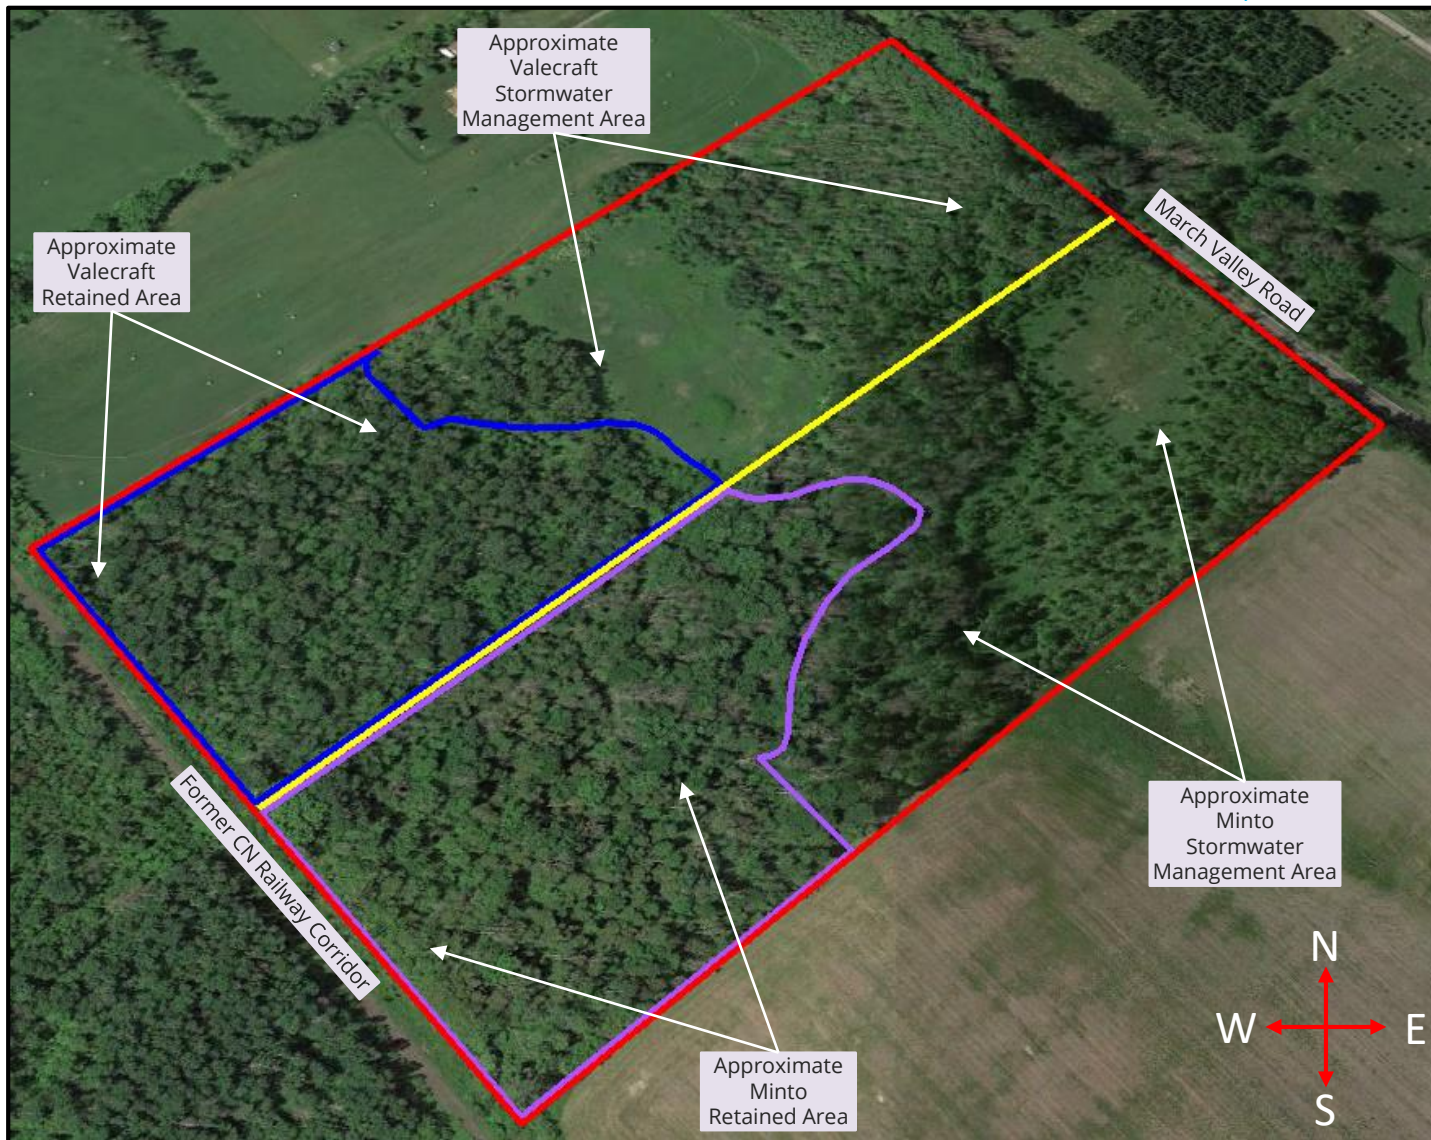 Approximate
Valecraft
Stormwater
Management Area
Approximate
Valecraft
Retained Area
March Valley Road
Former CN Railway Corridor
Approximate
Minto
Stormwater
Management Area
Approximate
Minto
Retained Area
N
W
E
S